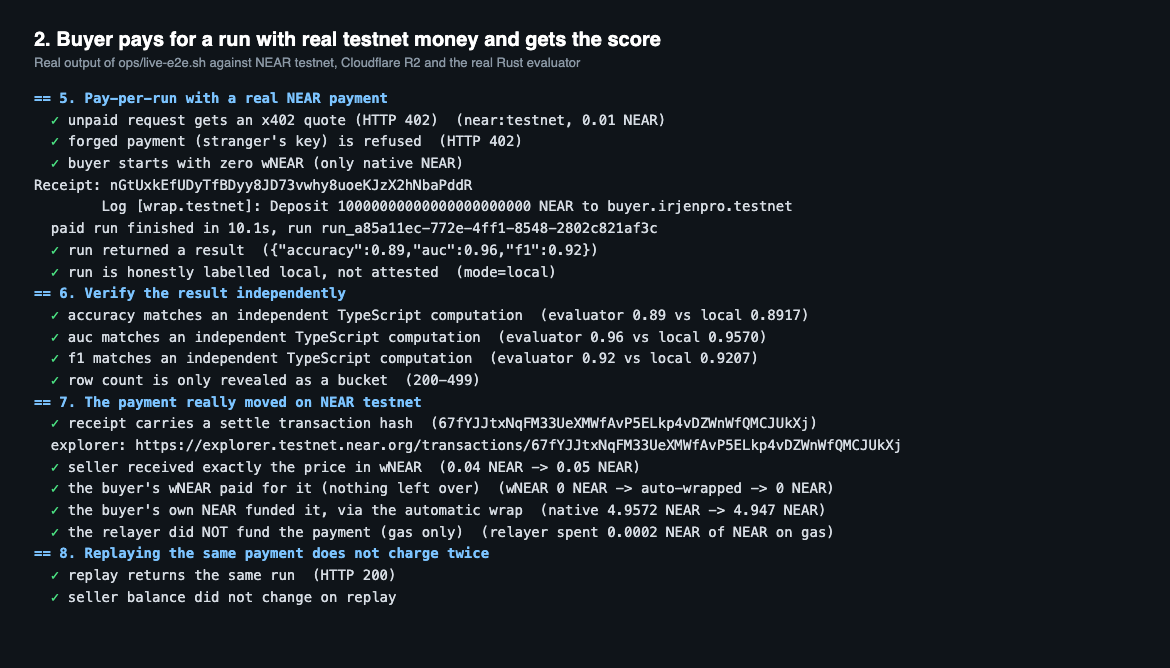 2. Buyer pays for a run with real testnet money and gets the score
Real output of ops/live-e2e.sh against NEAR testnet, Cloudflare R2 and the real Rust evaluator
== 5. Pay-per-run with a real NEAR payment
✓ unpaid request gets an x402 quote (HTTP 402)  (near:testnet, 0.01 NEAR)
✓ forged payment (stranger's key) is refused  (HTTP 402)
✓ buyer starts with zero wNEAR (only native NEAR)
Receipt: nGtUxkEfUDyTfBDyy8JD73vwhy8uoeKJzX2hNbaPddR
Log [wrap.testnet]: Deposit 10000000000000000000000 NEAR to buyer.irjenpro.testnet
paid run finished in 10.1s, run run_a85a11ec-772e-4ff1-8548-2802c821af3c
✓ run returned a result  ({"accuracy":0.89,"auc":0.96,"f1":0.92})
✓ run is honestly labelled local, not attested  (mode=local)
== 6. Verify the result independently
✓ accuracy matches an independent TypeScript computation  (evaluator 0.89 vs local 0.8917)
✓ auc matches an independent TypeScript computation  (evaluator 0.96 vs local 0.9570)
✓ f1 matches an independent TypeScript computation  (evaluator 0.92 vs local 0.9207)
✓ row count is only revealed as a bucket  (200–499)
== 7. The payment really moved on NEAR testnet
✓ receipt carries a settle transaction hash  (67fYJJtxNqFM33UeXMWfAvP5ELkp4vDZWnWfQMCJUkXj)
explorer: https://explorer.testnet.near.org/transactions/67fYJJtxNqFM33UeXMWfAvP5ELkp4vDZWnWfQMCJUkXj
✓ seller received exactly the price in wNEAR  (0.04 NEAR -> 0.05 NEAR)
✓ the buyer's wNEAR paid for it (nothing left over)  (wNEAR 0 NEAR -> auto-wrapped -> 0 NEAR)
✓ the buyer's own NEAR funded it, via the automatic wrap  (native 4.9572 NEAR -> 4.947 NEAR)
✓ the relayer did NOT fund the payment (gas only)  (relayer spent 0.0002 NEAR of NEAR on gas)
== 8. Replaying the same payment does not charge twice
✓ replay returns the same run  (HTTP 200)
✓ seller balance did not change on replay